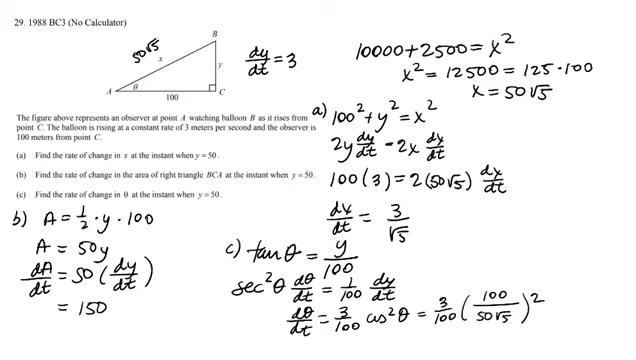 29. 1988 BC3 (No Calculator)
B
50√5
x
y
A
θ
C
100
dy/dt = 3
10000 + 2500 = x²
x² = 12500 = 125 · 100
x = 50√5
The figure above represents an observer at point A watching balloon B as it rises from
point C. The balloon is rising at a constant rate of 3 meters per second and the observer is
100 meters from point C.
(a) Find the rate of change in x at the instant when y = 50.
(b) Find the rate of change in the area of right triangle BCA at the instant when y = 50.
(c) Find the rate of change in θ at the instant when y = 50.
a) 100² + y² = x²
2y dy/dt = 2x dx/dt
100(3) = 2(50√5) dx/dt
dx/dt = 3/√5
b) A = 1/2 · y · 100
A = 50y
dA/dt = 50(dy/dt)
= 150
c) tanθ = y/100
sec²θ dθ/dt = 1/100 dy/dt
dθ/dt = 3/100 cos²θ = 3/100 (100/50√5)²